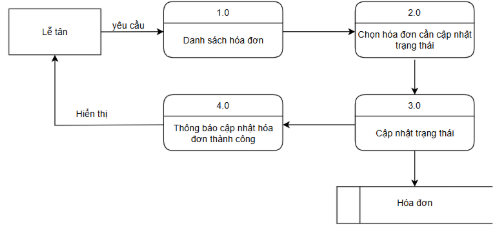 1.0
2.0
Lễ tân
yêu cầu
Danh sách hóa đơn
Chọn hóa đơn cần cập nhật
trạng thái
4.0
3.0
Hiển thị
Thông báo cập nhật hóa
đơn thành công
Cập nhật trạng thái
Hóa đơn